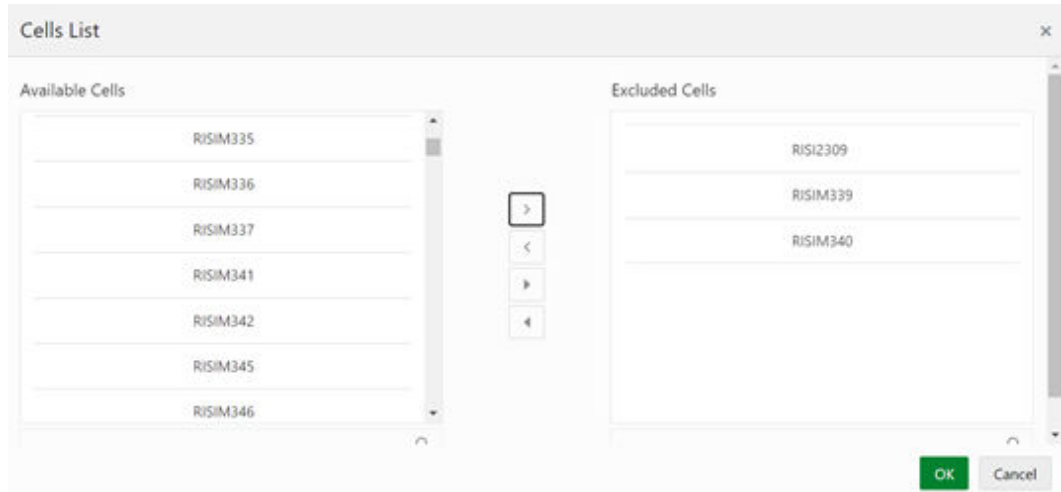 Cells List
×
Available Cells
RISIM335
RISIM336
RISIM337
RISIM341
RISIM342
RISIM345
RISIM346
>
<
Excluded Cells
RISI2309
RISIM339
RISIM340
OK
Cancel